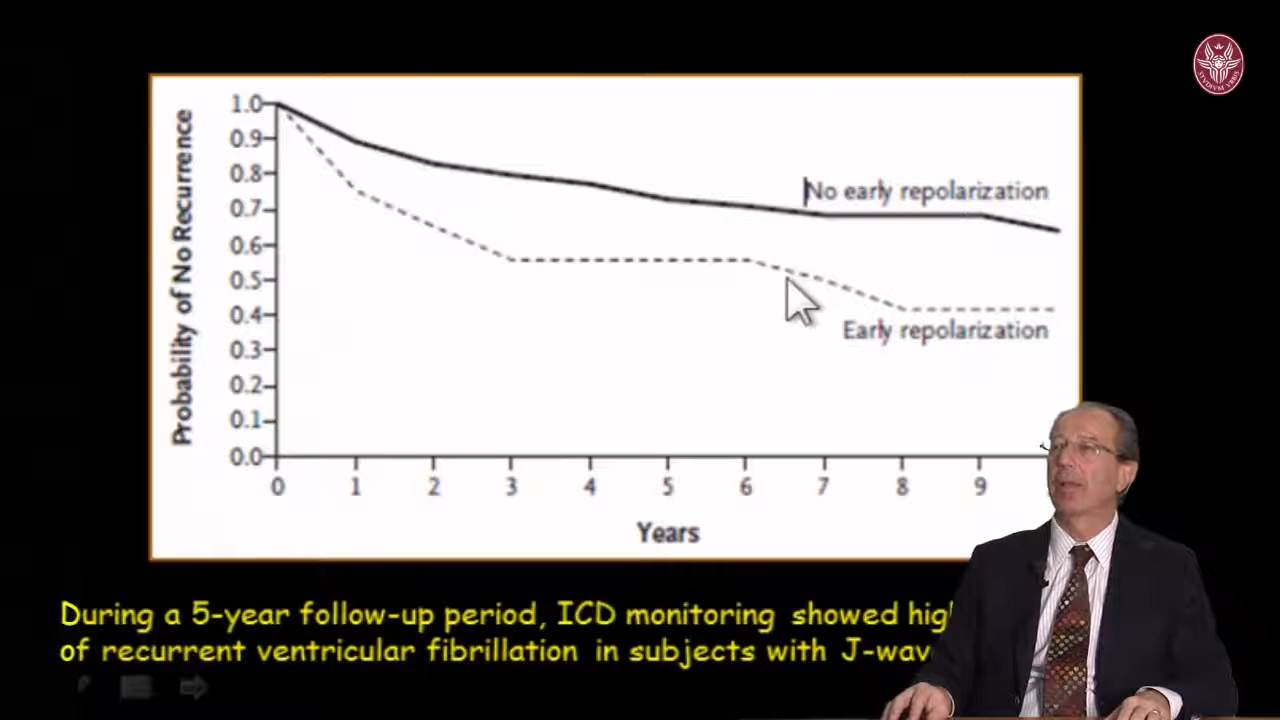 STVDIVM VRBIS
Probability of No Recurrence
1.0
0.9
0.8
0.7
0.6
0.5
0.4
0.3
0.2
0.1
0.0
No early repolarization
Early repolarization
0 1 2 3 4 5 6 7 8 9
Years
During a 5-year follow-up period, ICD monitoring showed
of recurrent ventricular fibrillation in subjects with